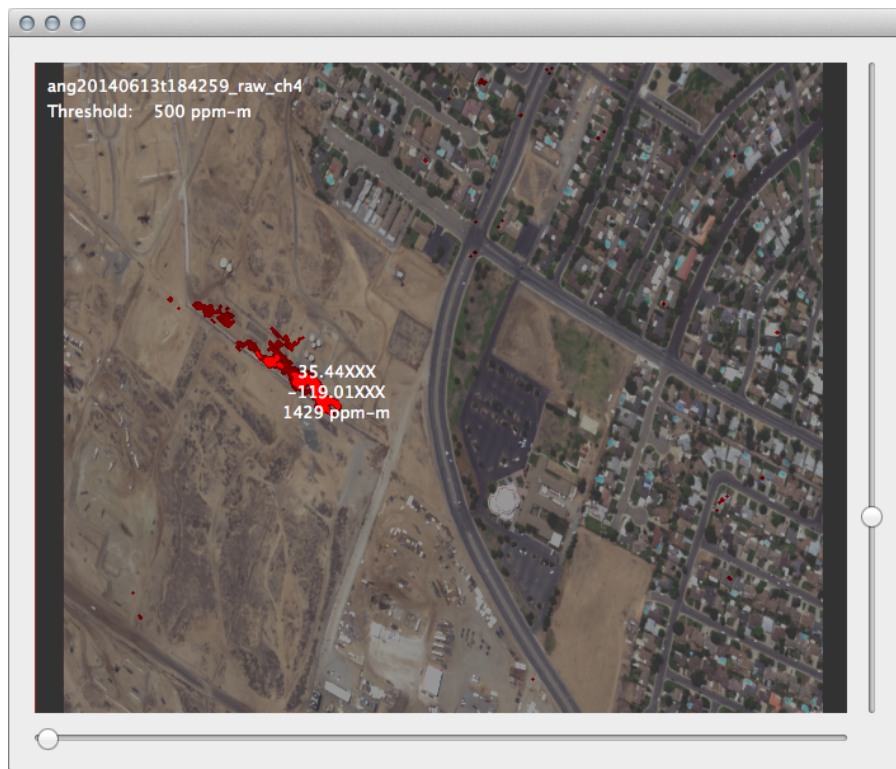 ang20140613t184259_raw_ch4
Threshold: 500 ppm-m
35.44XXX
-119.01XXX
1429 ppm-m